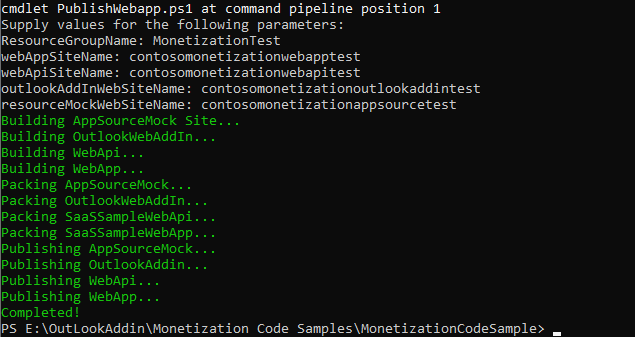 cmdlet PublishWebapp.ps1 at command pipeline position 1
Supply values for the following parameters:
ResourceGroupName: MonetizationTest
webAppSiteName: contosomonetizationwebapptest
webApiSiteName: contosomonetizationwebapitest
outlookAddInWebSiteName: contosomonetizationoutlookaddintest
resourceMockWebSiteName: contosomonetizationappsourcetest
Building AppSourceMock Site...
Building OutlookWebAddIn...
Building WebApi...
Building WebApp...
Packing AppSourceMock...
Packing OutlookWebAddIn...
Packing SaaSSampleWebApi...
Packing SaaSSampleWebApp...
Publishing AppSourceMock...
Publishing OutlookAddin...
Publishing WebApi...
Publishing WebApp...
Completed!
PS E:\OutLookAddin\Monetization Code Samples\MonetizationCodeSample>